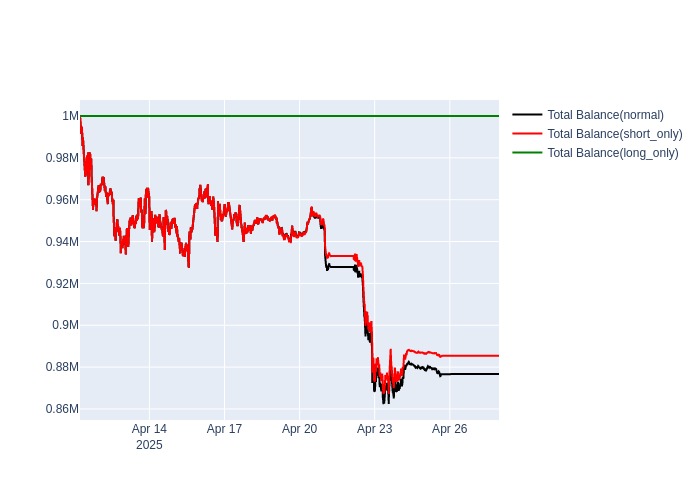 1M
0.98M
0.96M
0.94M
0.92M
0.9M
0.88M
0.86M
Apr 14
2025
Apr 17
Apr 20
Apr 23
Apr 26
Total Balance(normal)
Total Balance(short_only)
Total Balance(long_only)